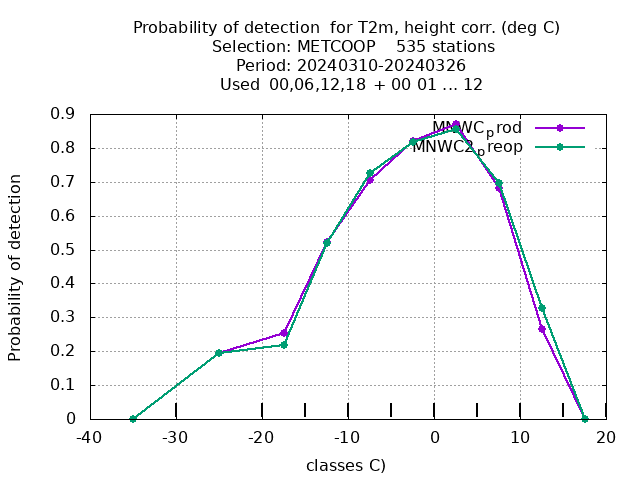 Probability of detection  for T2m, height corr. (deg C)
Selection: METCOOP    535 stations
Period: 20240310-20240326
Used 00,06,12,18 + 00 01 ... 12
MNWCprod
MNWC2preop
0.9
0.8
0.7
0.6
0.5
0.4
0.3
0.2
0.1
0
Probability of detection
-40 -30 -20 -10 0 10 20
classes C)